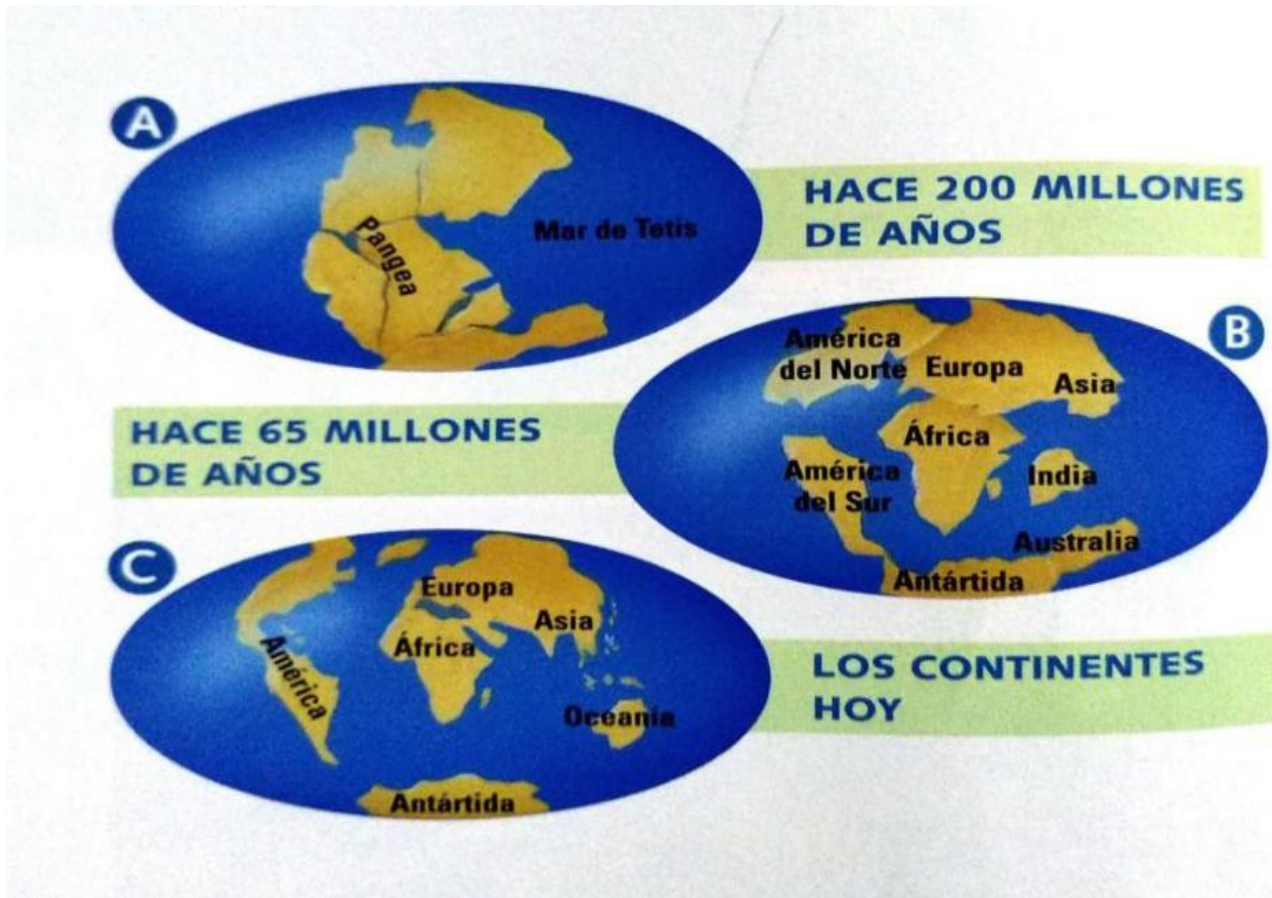 A
Pangea
Mar de Tetis
HACE 200 MILLONES
DE AÑOS
B
América
del Norte
Europa
Asia
África
América
del Sur
India
Australia
Antártida
HACE 65 MILLONES
DE AÑOS
C
Europa
Asia
África
América
Oceanía
Antártida
LOS CONTINENTES
HOY